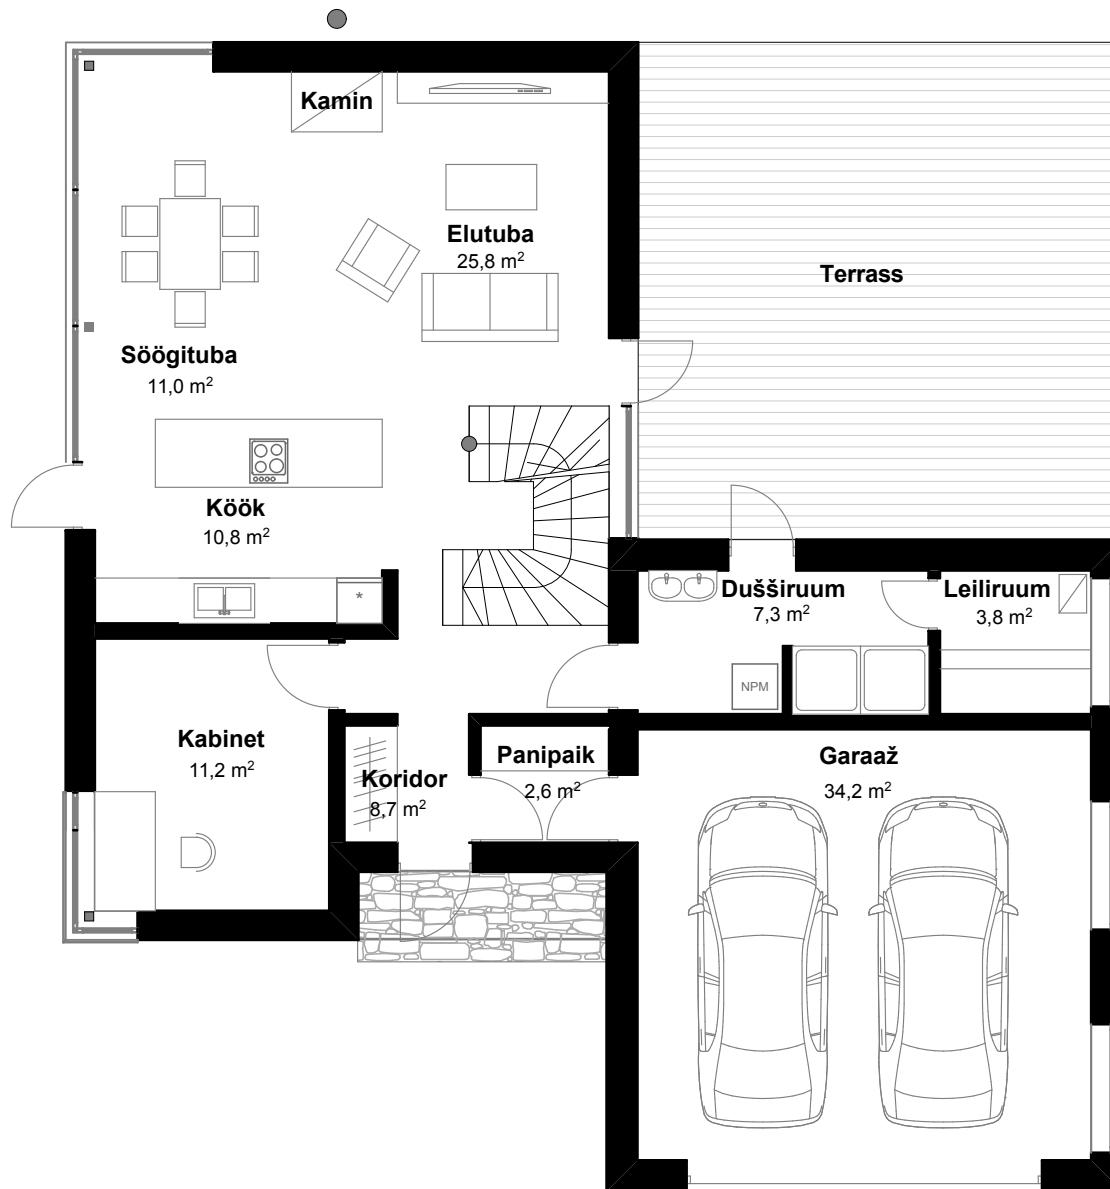 Kamin
Elutuba
25,8 m²
Terrass
Söögituba
11,0 m²
Köök
10,8 m²
*
Dušširuum
7,3 m²
Leiliruum
3,8 m²
NPM
Kabinet
11,2 m²
Koridor
8,7 m²
Panipaik
2,6 m²
Garaaž
34,2 m²